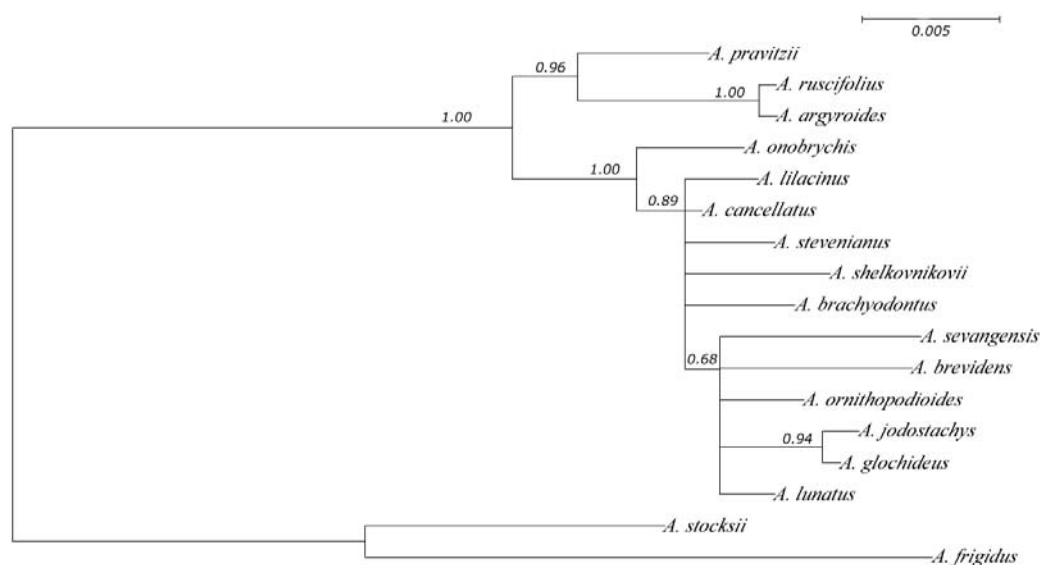 0.005
A. pravitzii
0.96
A. ruscifolius
1.00
A. argyroides
1.00
A. onobrychis
1.00
A. lilacinus
0.89
A. cancellatus
A. stevenianus
A. shelkovnikovii
A. brachyodontus
A. sevangensis
0.68
A. brevidens
A. ornithopodioides
A. jodostachys
0.94
A. glochideus
A. lunatus
A. stocksii
A. frigidus